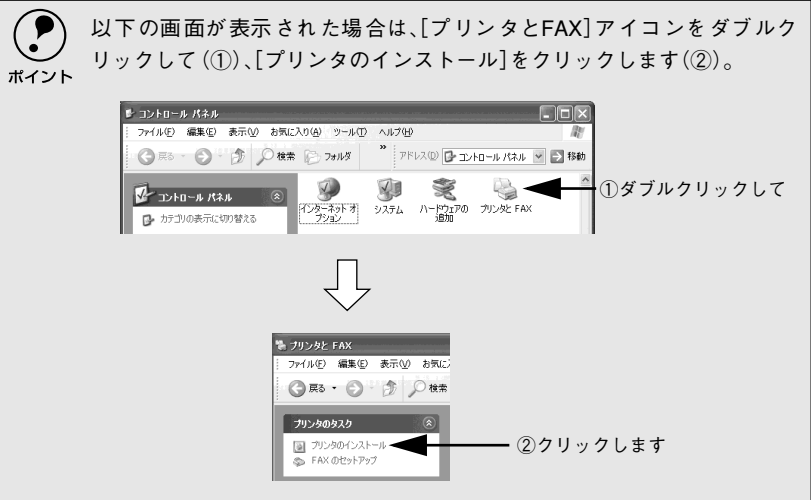 以下の画面が表示された場合は、[プリンタとFAX]アイコンをダブルク
リックして(①)、[プリンタのインストール]をクリックします(②)。
ポイント
コントロール パネル
ファイル(F) 編集(E) 表示(V) お気に入り(A) ツール(T) ヘルプ(H)
戻る 検索 フォルダ » アドレス(D) コントロール パネル 移動
コントロール パネル
カテゴリの表示に切り替える
インターネット オ
プション
システム
ハードウェアの
追加
プリンタと FAX
①ダブルクリックして
プリンタと FAX
ファイル(F) 編集(E) 表示(V) お気に
戻る 検索
プリンタのタスク
プリンタのインストール
FAX のセットアップ
②クリックします